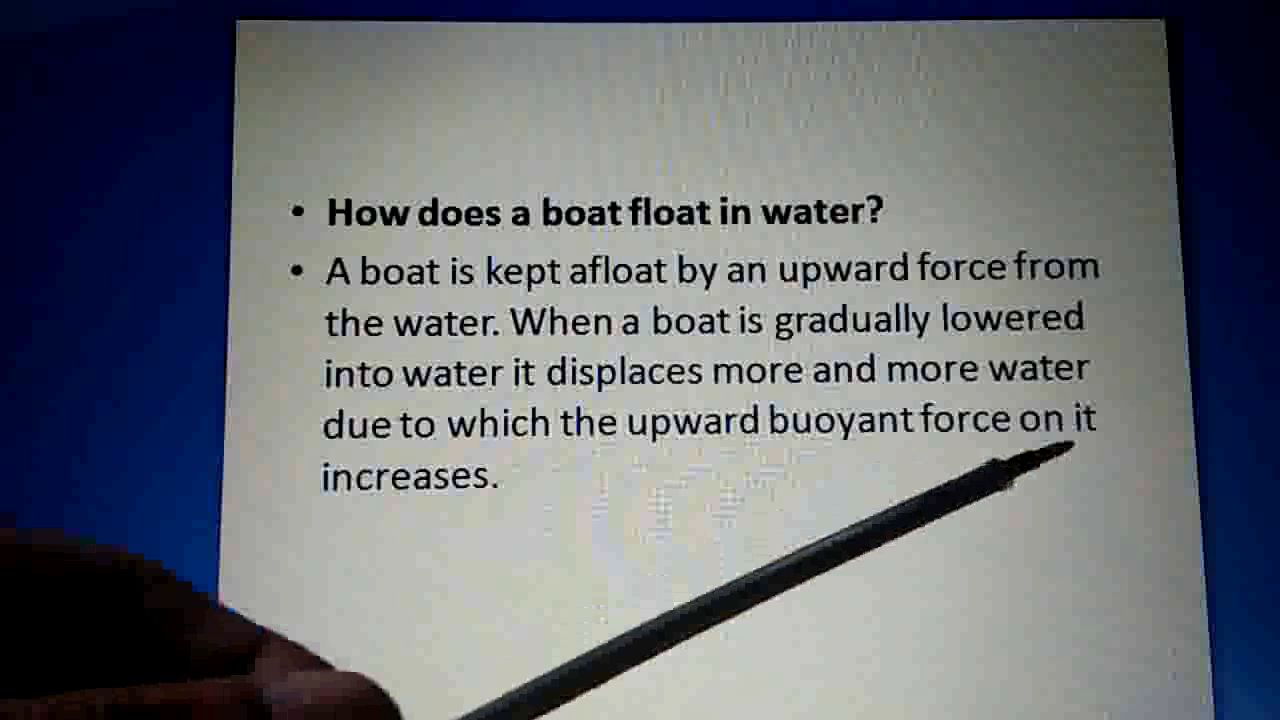 • How does a boat float in water?
• A boat is kept afloat by an upward force from
the water. When a boat is gradually lowered
into water it displaces more and more water
due to which the upward buoyant force on it
increases.